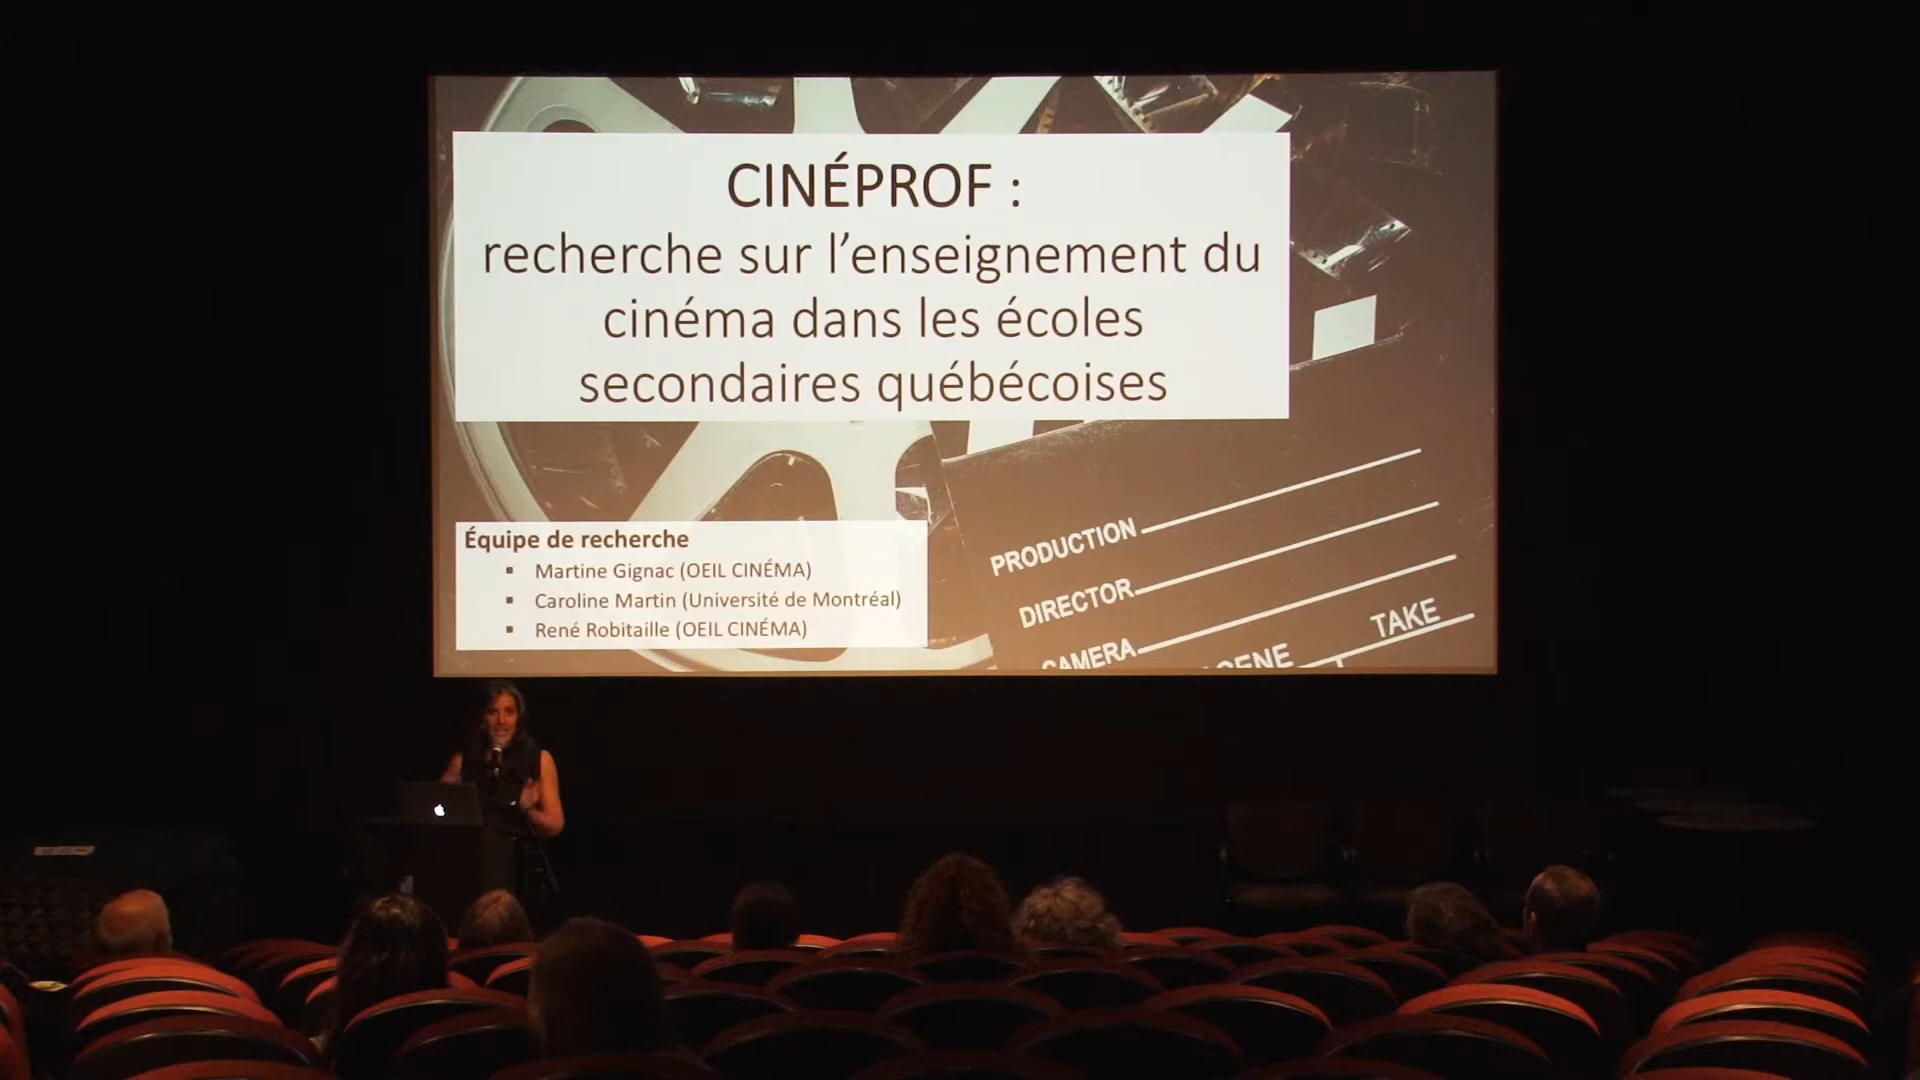 CINÉPROF :
recherche sur l’enseignement du
cinéma dans les écoles
secondaires québécoises
Équipe de recherche
▪ Martine Gignac (OEIL CINÉMA)
▪ Caroline Martin (Université de Montréal)
▪ René Robitaille (OEIL CINÉMA)
PRODUCTION
DIRECTOR
CAMERA
TAKE